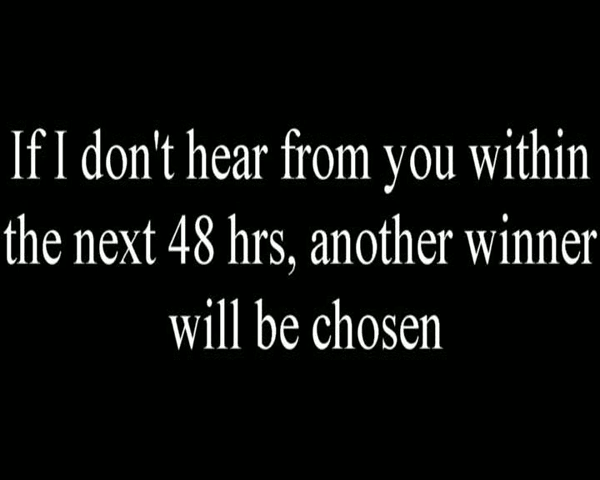 If I don't hear from you within
the next 48 hrs, another winner
will be chosen